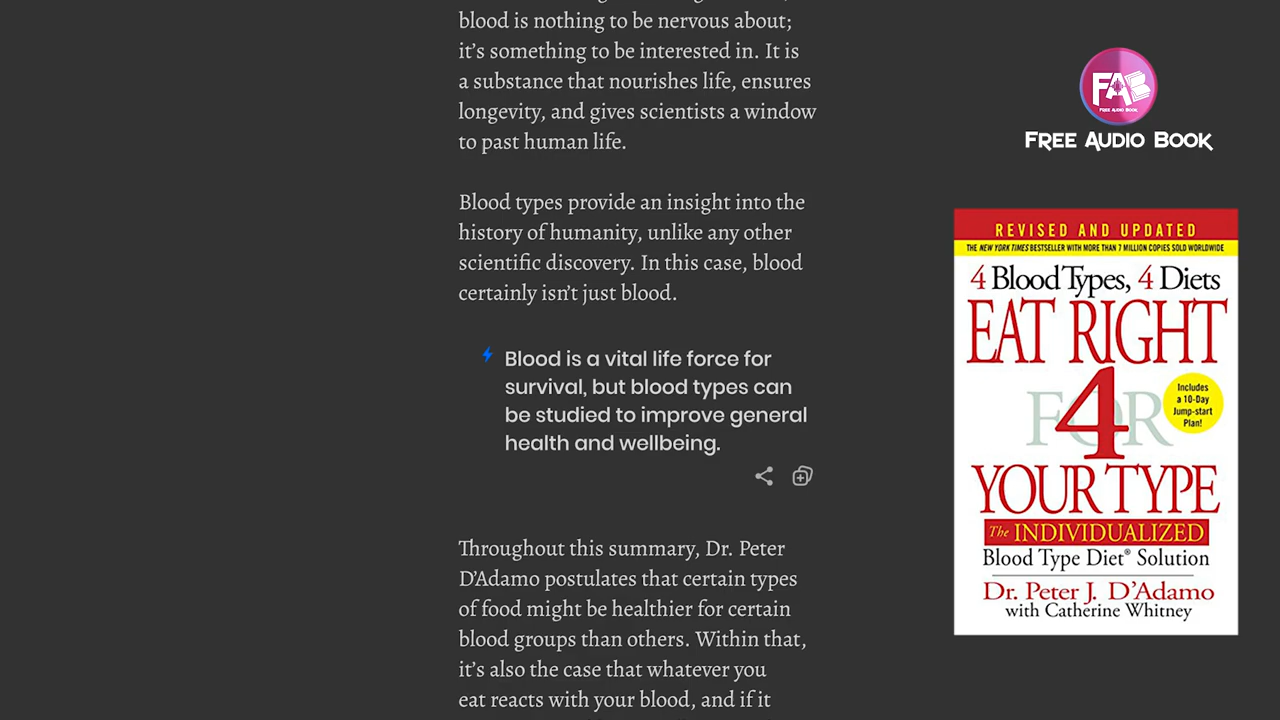 blood is nothing to be nervous about;
it’s something to be interested in. It is
a substance that nourishes life, ensures
longevity, and gives scientists a window
to past human life.
Blood types provide an insight into the
history of humanity, unlike any other
scientific discovery. In this case, blood
certainly isn’t just blood.
Blood is a vital life force for
survival, but blood types can
be studied to improve general
health and wellbeing.
Throughout this summary, Dr. Peter
D’Adamo postulates that certain types
of food might be healthier for certain
blood groups than others. Within that,
it’s also the case that whatever you
eat reacts with your blood, and if it
FAB
FREE AUDIO BOOK
FREE AUDIO BOOK
REVISED AND UPDATED
THE NEW YORK TIMES BESTSELLER WITH MORE THAN 7 MILLION COPIES SOLD WORLDWIDE
4 Blood Types, 4 Diets
EAT RIGHT
FOR
4
Includes
a 10-Day
Jump-start
Plan!
YOUR TYPE
The INDIVIDUALIZED
Blood Type Diet® Solution
Dr. Peter J. D’Adamo
with Catherine Whitney